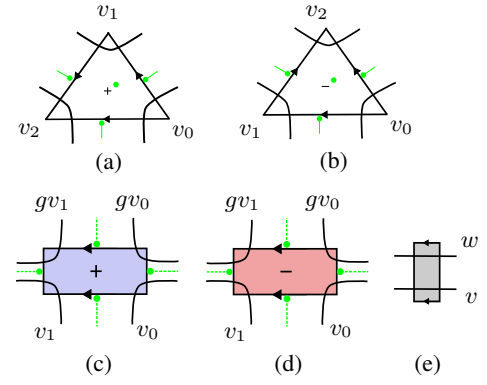 v₁ v₂
+ −
v₂ v₀ v₁ v₀
(a) (b)
gv₁ gv₀ gv₁ gv₀
+ − w
v
v₁ v₀ v₁ v₀
(c) (d) (e)